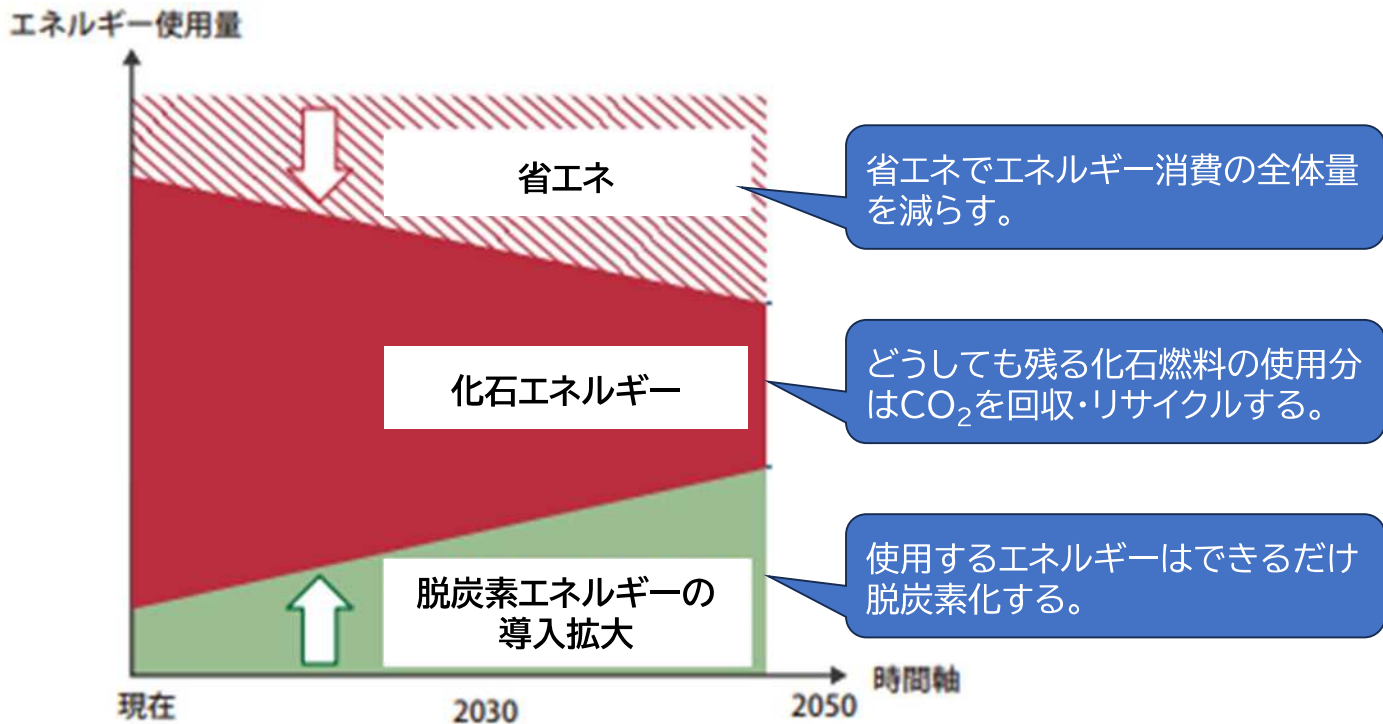 エネルギー使用量
省エネ
省エネでエネルギー消費の全体量
を減らす。
化石エネルギー
どうしても残る化石燃料の使用分
はCO₂を回収・リサイクルする。
脱炭素エネルギーの
導入拡大
使用するエネルギーはできるだけ
脱炭素化する。
時間軸
現在
2030
2050